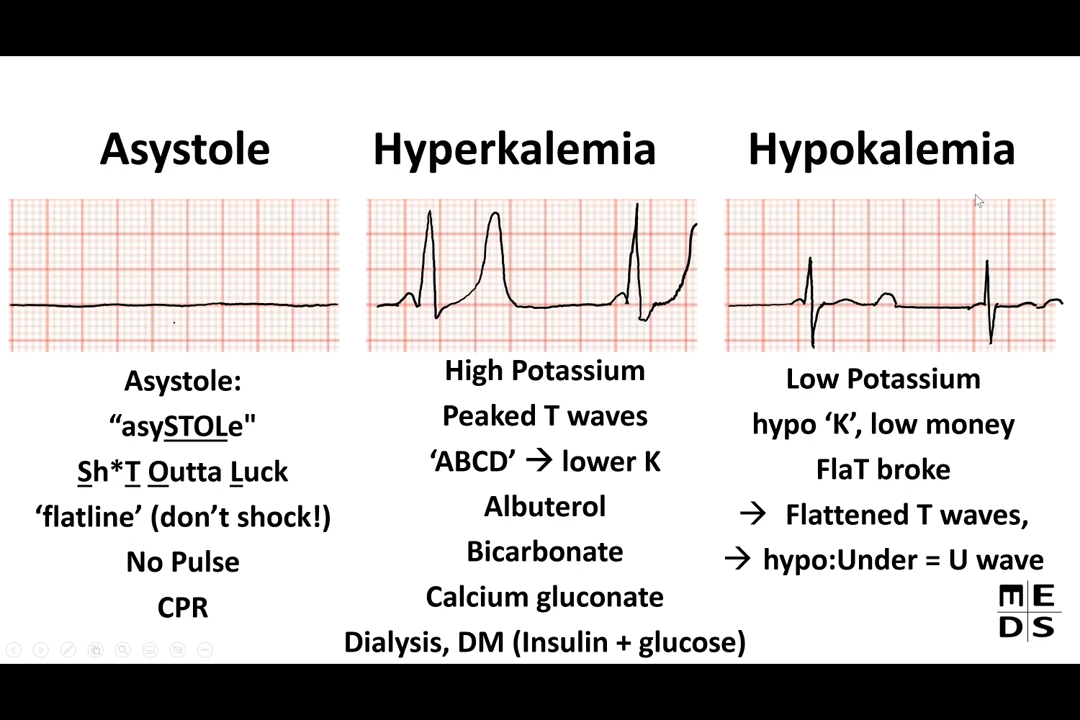 Asystole
Asystole:
“asySTOLe"
Sh*T Outta Luck
‘flatline’ (don’t shock!)
No Pulse
CPR
Hyperkalemia
High Potassium
Peaked T waves
‘ABCD’ → lower K
Albuterol
Bicarbonate
Calcium gluconate
Dialysis, DM (Insulin + glucose)
Hypokalemia
Low Potassium
hypo ‘K’, low money
FlaT broke
→ Flattened T waves,
→ hypo:Under = U wave
ME
DS